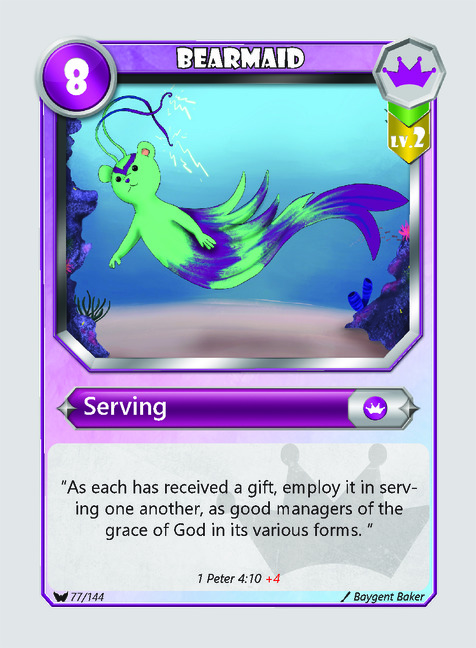 8
BEARMAID
LV.2
Serving
“As each has received a gift, employ it in serv-
ing one another, as good managers of the
grace of God in its various forms. “
1 Peter 4:10 +4
77/144
Baygent Baker